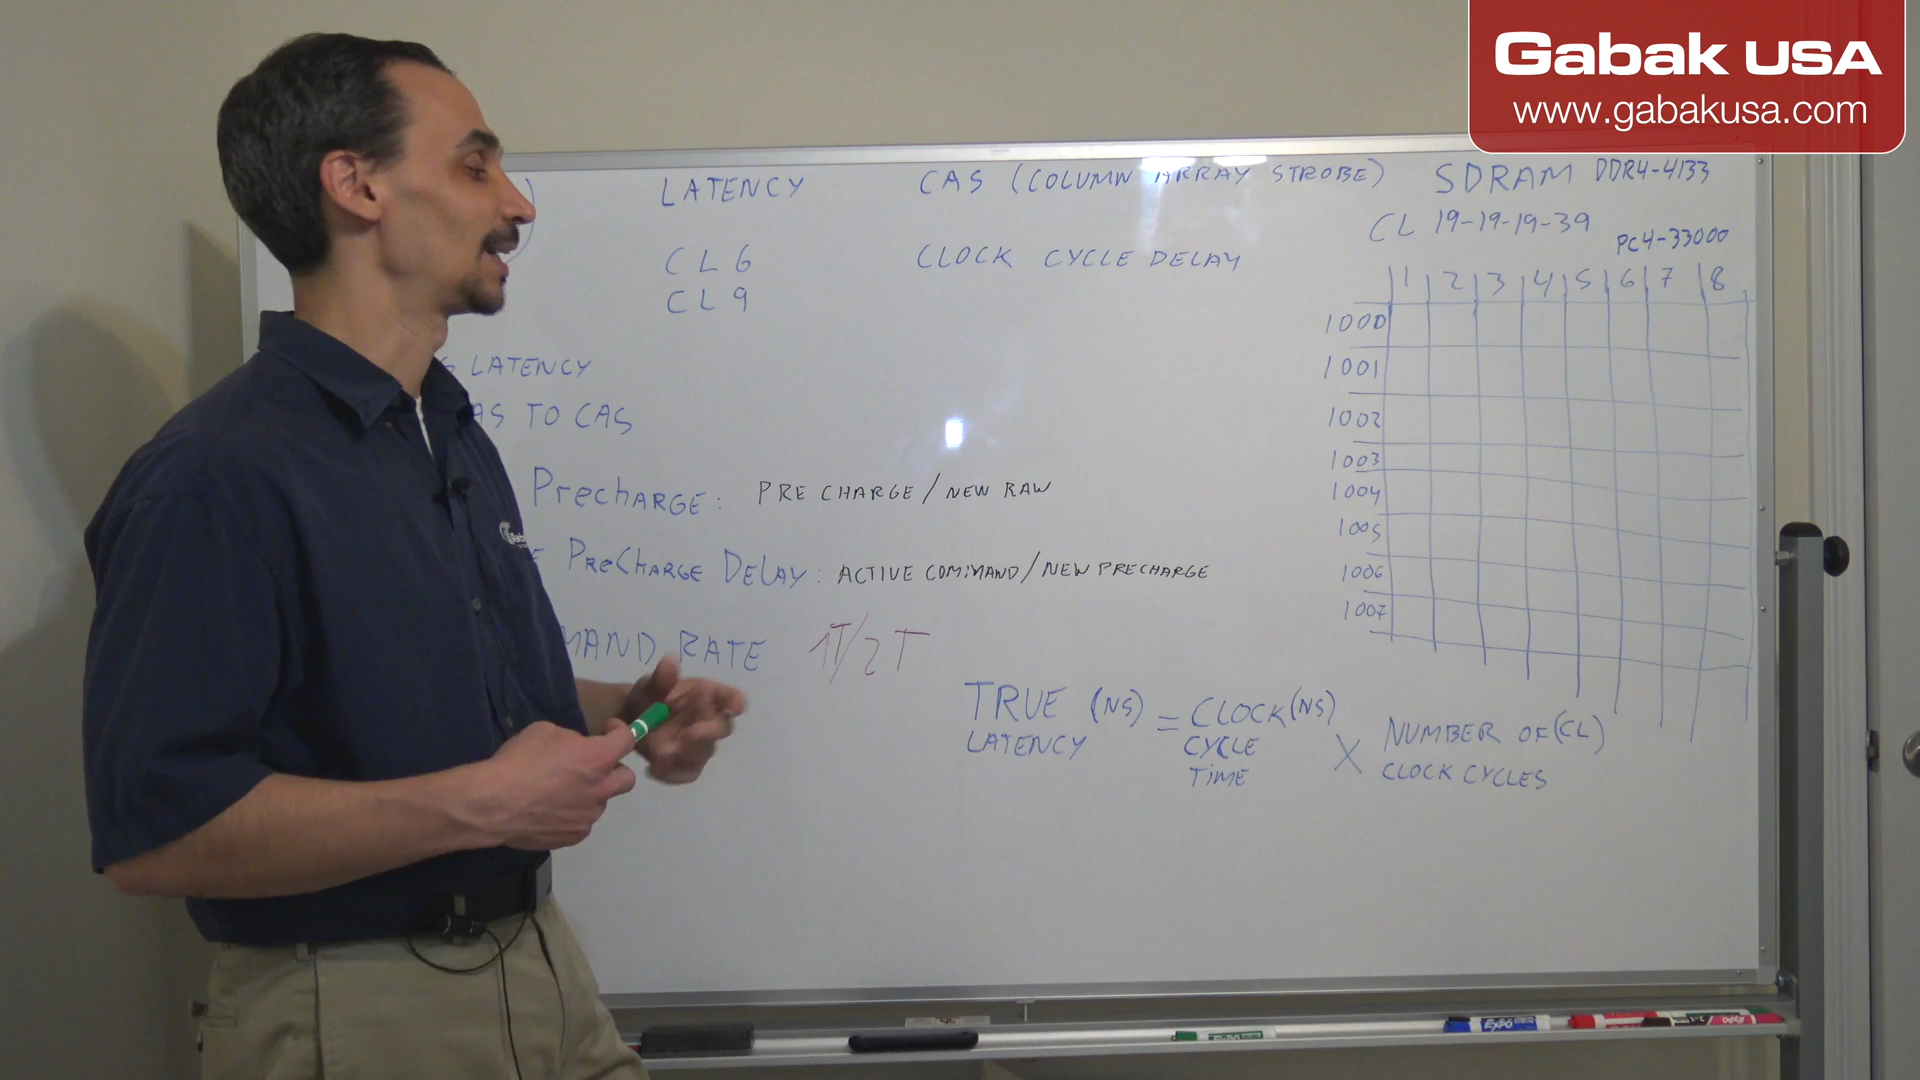 Gabak USA
www.gabakusa.com
LATENCY
CAS (COLUMN ARRAY STROBE)
SDRAM DDR4-4133
CL 19-19-19-39
PC4-33000
CL 6
CLOCK CYCLE DELAY
CL 9
1 2 3 4 5 6 7 8
1000
1001
1002
1003
1004
1005
1006
1007
LATENCY
TO CAS
Precharge: PRE CHARGE/NEW RAW
PreCharge Delay: ACTIVE COMMAND/NEW PRECHARGE
RATE 1T/2T
TRUE (NS) = CLOCK (NS)
LATENCY CYCLE
TIME
X NUMBER OF (CL)
CLOCK CYCLES
EXPO